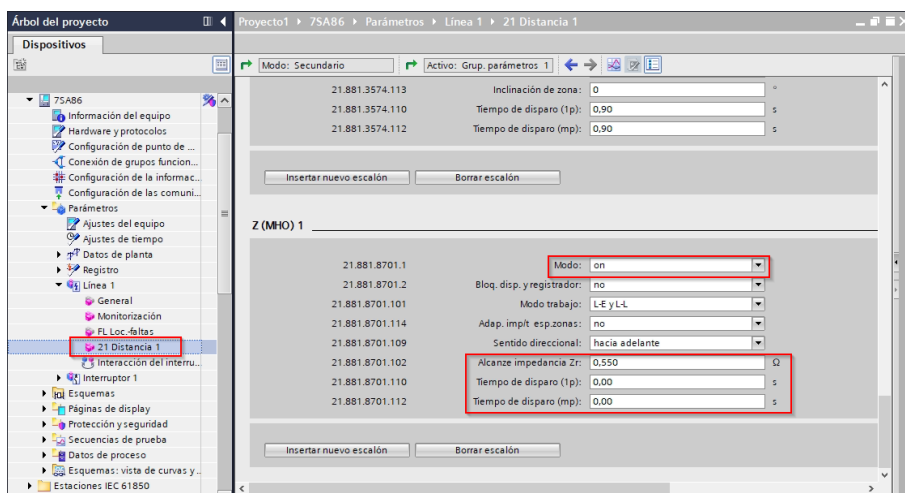 Árbol del proyecto
Proyecto1 ▸ 7SA86 ▸ Parámetros ▸ Línea 1 ▸ 21 Distancia 1
Dispositivos
Modo: Secundario
Activo: Grup. parámetros 1
7SA86
Información del equipo
Hardware y protocolos
Configuración de punto de ...
Conexión de grupos funcion...
Configuración de la informac...
Configuración de las comuni...
Parámetros
Ajustes del equipo
Ajustes de tiempo
Datos de planta
Registro
Línea 1
General
Monitorización
FL Loc.-faltas
21 Distancia 1
Interacción del interru...
Interruptor 1
Esquemas
Páginas de display
Protección y seguridad
Secuencias de prueba
Datos de proceso
Esquemas: vista de curvas y ..
Estaciones IEC 61850
21.881.3574.113 Inclinación de zona: 0 °
21.881.3574.110 Tiempo de disparo (1p): 0,90 s
21.881.3574.112 Tiempo de disparo (mp): 0,90 s
Insertar nuevo escalón Borrar escalón
Z (MHO) 1
21.881.8701.1 Modo: on
21.881.8701.2 Bloq. disp. y registrador: no
21.881.8701.101 Modo trabajo: L-E y L-L
21.881.8701.114 Adap. imp/t esp.zonas: no
21.881.8701.109 Sentido direccional: hacia adelante
21.881.8701.102 Alcanze impedancia Zr: 0,550 Ω
21.881.8701.110 Tiempo de disparo (1p): 0,00 s
21.881.8701.112 Tiempo de disparo (mp): 0,00 s
Insertar nuevo escalón Borrar escalón